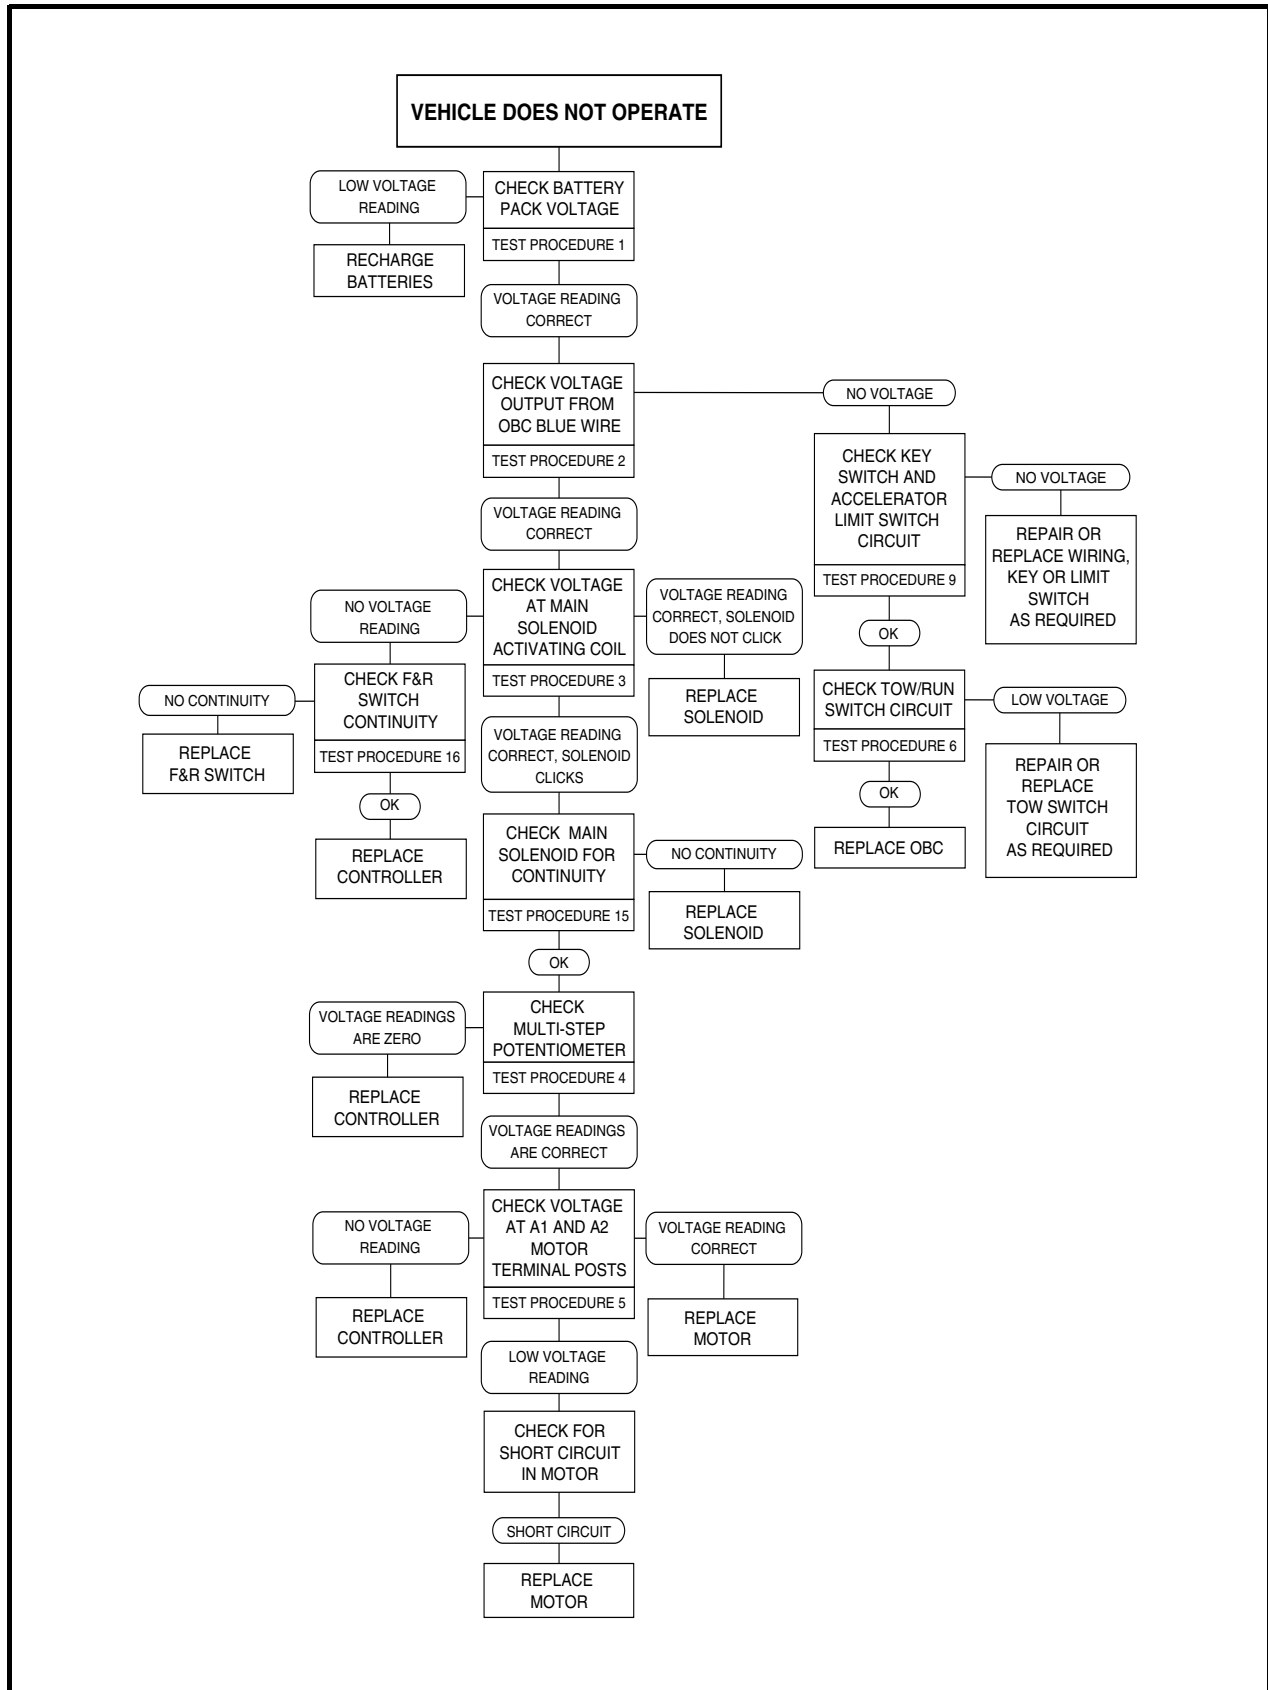 VEHICLE DOES NOT OPERATE
LOW VOLTAGE
READING
CHECK BATTERY
PACK VOLTAGE
TEST PROCEDURE 1
RECHARGE
BATTERIES
VOLTAGE READING
CORRECT
CHECK VOLTAGE
OUTPUT FROM
OBC BLUE WIRE
TEST PROCEDURE 2
NO VOLTAGE
CHECK KEY
SWITCH AND
ACCELERATOR
LIMIT SWITCH
CIRCUIT
TEST PROCEDURE 9
NO VOLTAGE
REPAIR OR
REPLACE WIRING,
KEY OR LIMIT
SWITCH
AS REQUIRED
VOLTAGE READING
CORRECT
CHECK VOLTAGE
AT MAIN
SOLENOID
ACTIVATING COIL
TEST PROCEDURE 3
NO VOLTAGE
READING
VOLTAGE READING
CORRECT, SOLENOID
DOES NOT CLICK
REPLACE
SOLENOID
OK
CHECK TOW/RUN
SWITCH CIRCUIT
TEST PROCEDURE 6
LOW VOLTAGE
REPAIR OR
REPLACE
TOW SWITCH
CIRCUIT
AS REQUIRED
OK
REPLACE OBC
CHECK F&R
SWITCH
CONTINUITY
TEST PROCEDURE 16
NO CONTINUITY
REPLACE
F&R SWITCH
OK
REPLACE
CONTROLLER
VOLTAGE READING
CORRECT, SOLENOID
CLICKS
CHECK MAIN
SOLENOID FOR
CONTINUITY
TEST PROCEDURE 15
NO CONTINUITY
REPLACE
SOLENOID
OK
CHECK
MULTI-STEP
POTENTIOMETER
TEST PROCEDURE 4
VOLTAGE READINGS
ARE ZERO
REPLACE
CONTROLLER
VOLTAGE READINGS
ARE CORRECT
CHECK VOLTAGE
AT A1 AND A2
MOTOR
TERMINAL POSTS
TEST PROCEDURE 5
NO VOLTAGE
READING
REPLACE
CONTROLLER
VOLTAGE READING
CORRECT
REPLACE
MOTOR
LOW VOLTAGE
READING
CHECK FOR
SHORT CIRCUIT
IN MOTOR
SHORT CIRCUIT
REPLACE
MOTOR